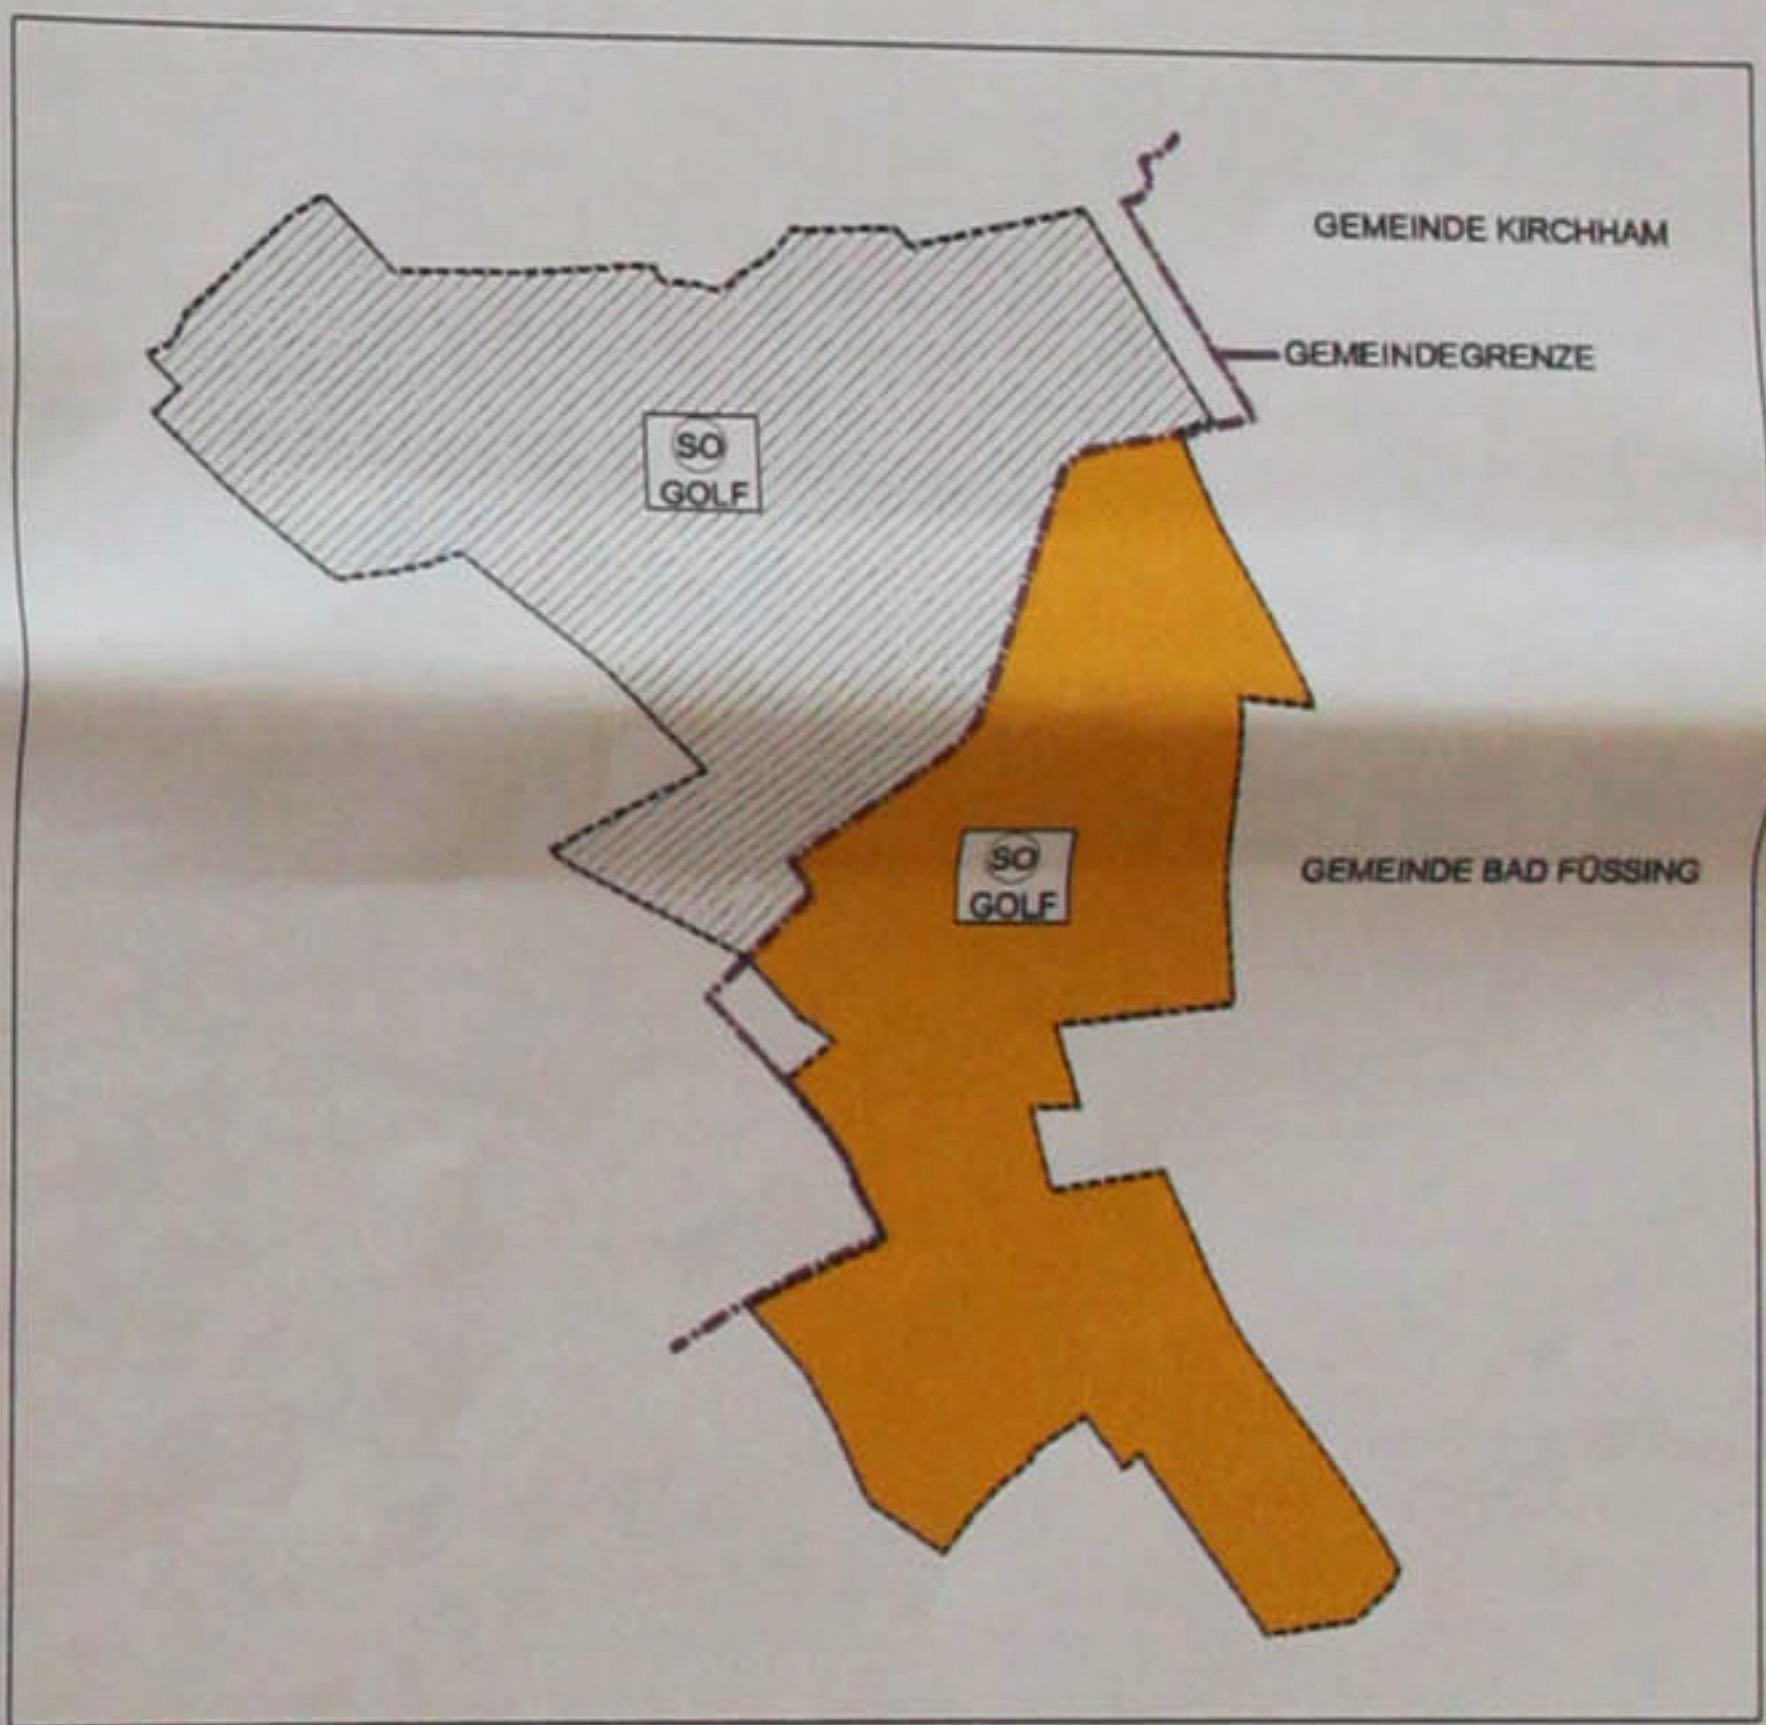 GEMEINDE KIRCHHAM
GEMEINDEGRENZE
SO
GOLF
SO
GOLF
GEMEINDE BAD FÜSSING